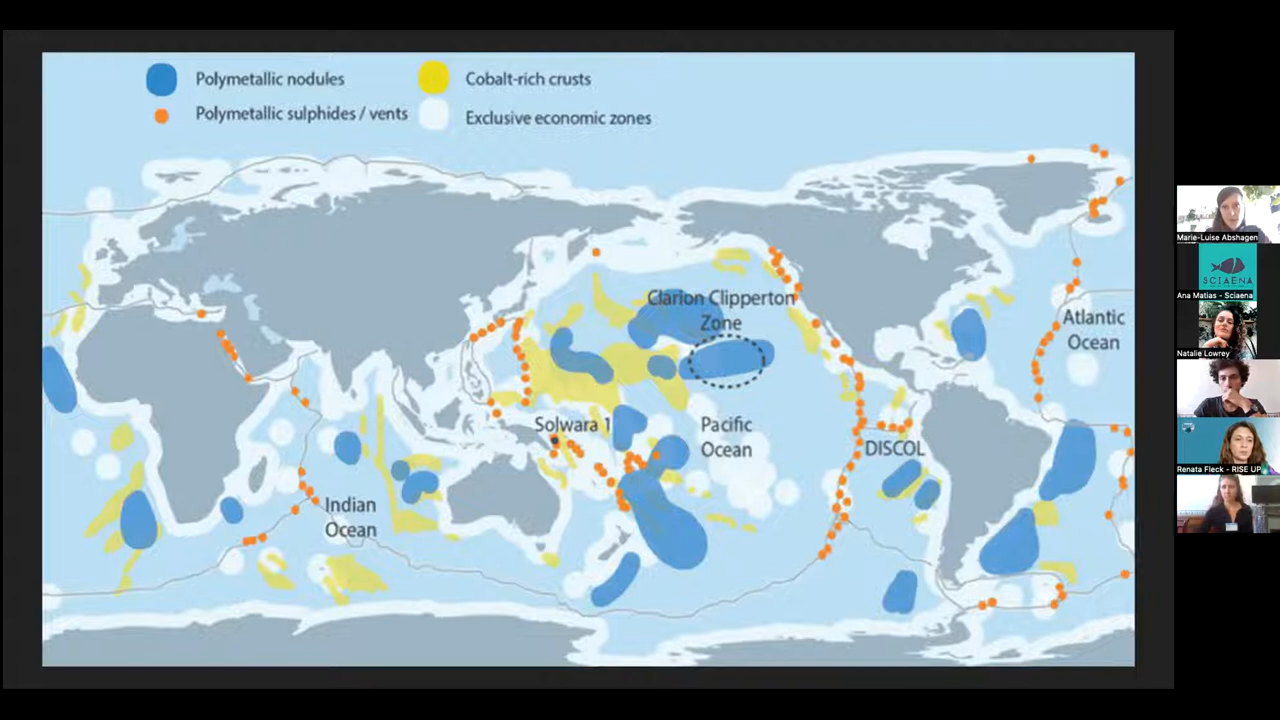 Polymetallic nodules
Cobalt-rich crusts
Polymetallic sulphides / vents
Exclusive economic zones
Clarion Clipperton
Zone
Atlantic
Ocean
Solwara 1
Pacific
Ocean
DISCOL
Indian
Ocean
Marie-Luise Abshagen
SCIAENA
Ana Matias - Sciaena
Natalie Lowrey
Renata Fleck - RISE UP